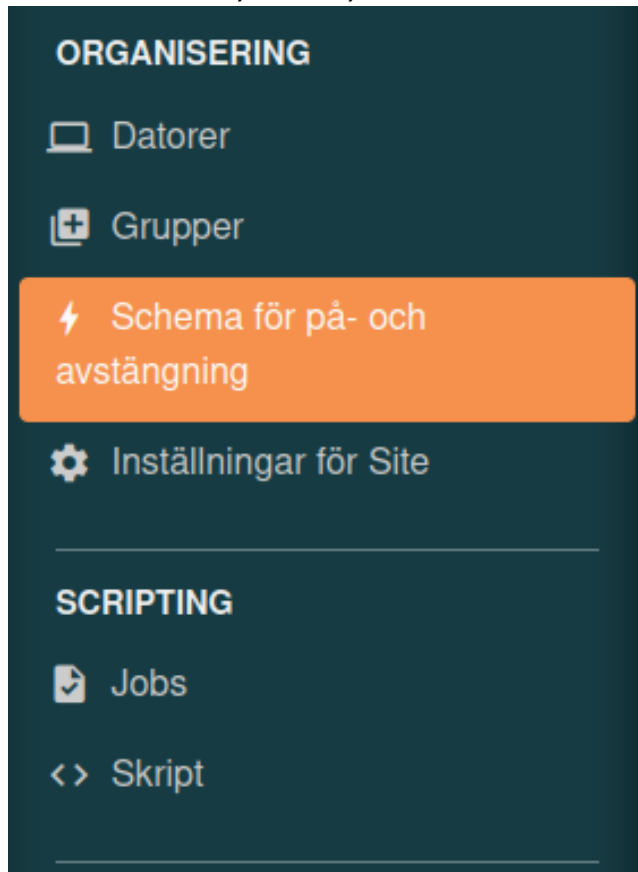 ORGANISERING
Datorer
Grupper
Schema för på- och
avstängning
Inställningar för Site
SCRIPTING
Jobs
Skript